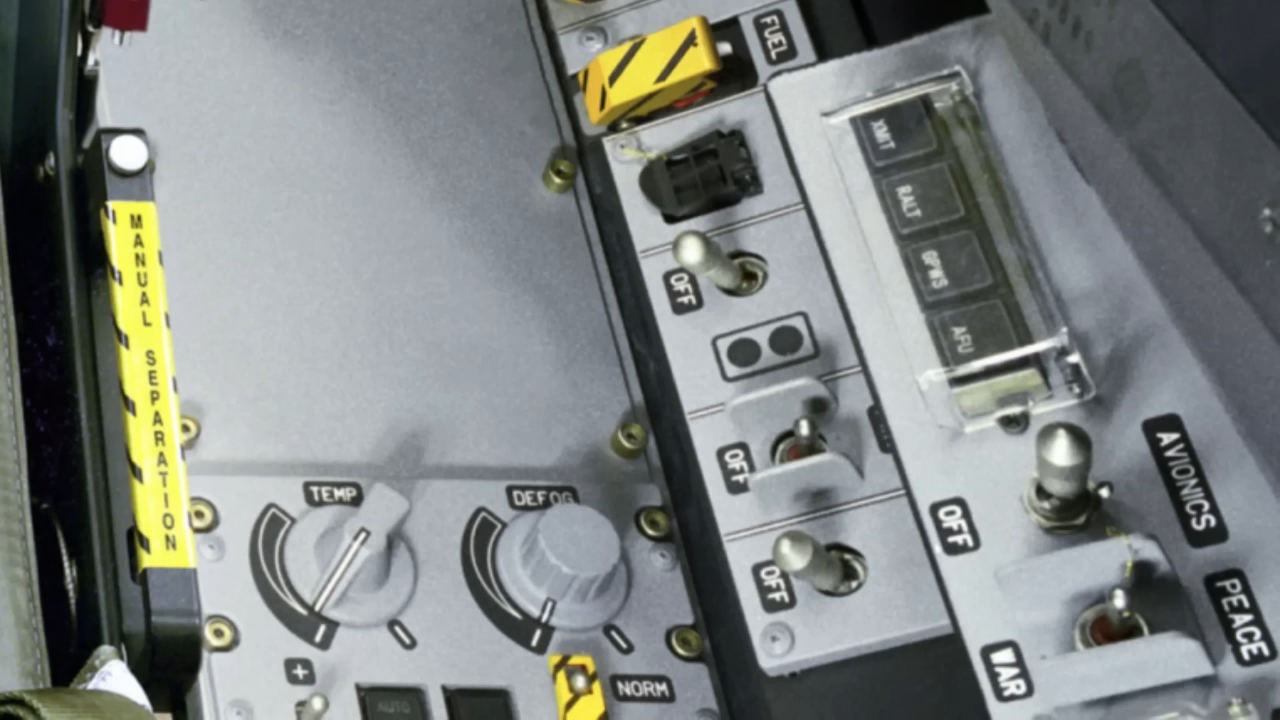 FUEL
XMIT
RALT
GPWS
AFU
MANUAL SEPARATION
OFF
OFF
OFF
OFF
AVIONICS
PEACE
WAR
TEMP
DEFOG
+
NORM
AUTO